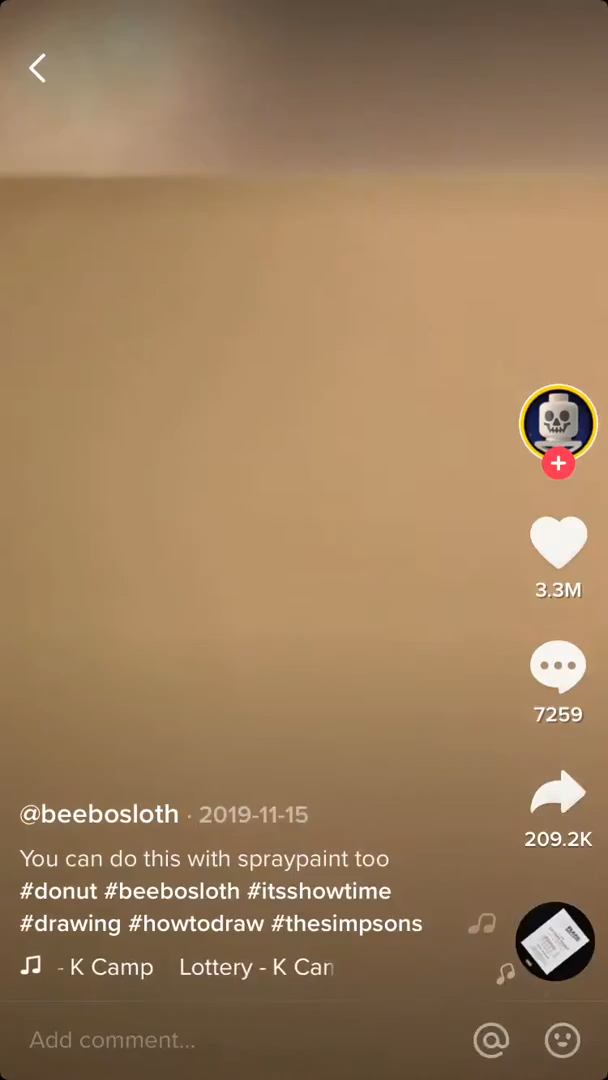 3.3M
7259
209.2K
@beebosloth · 2019-11-15
You can do this with spraypaint too
#donut #beebosloth #itsshowtime
#drawing #howtodraw #thesimpsons
- K Camp Lottery - K Can
Add comment...